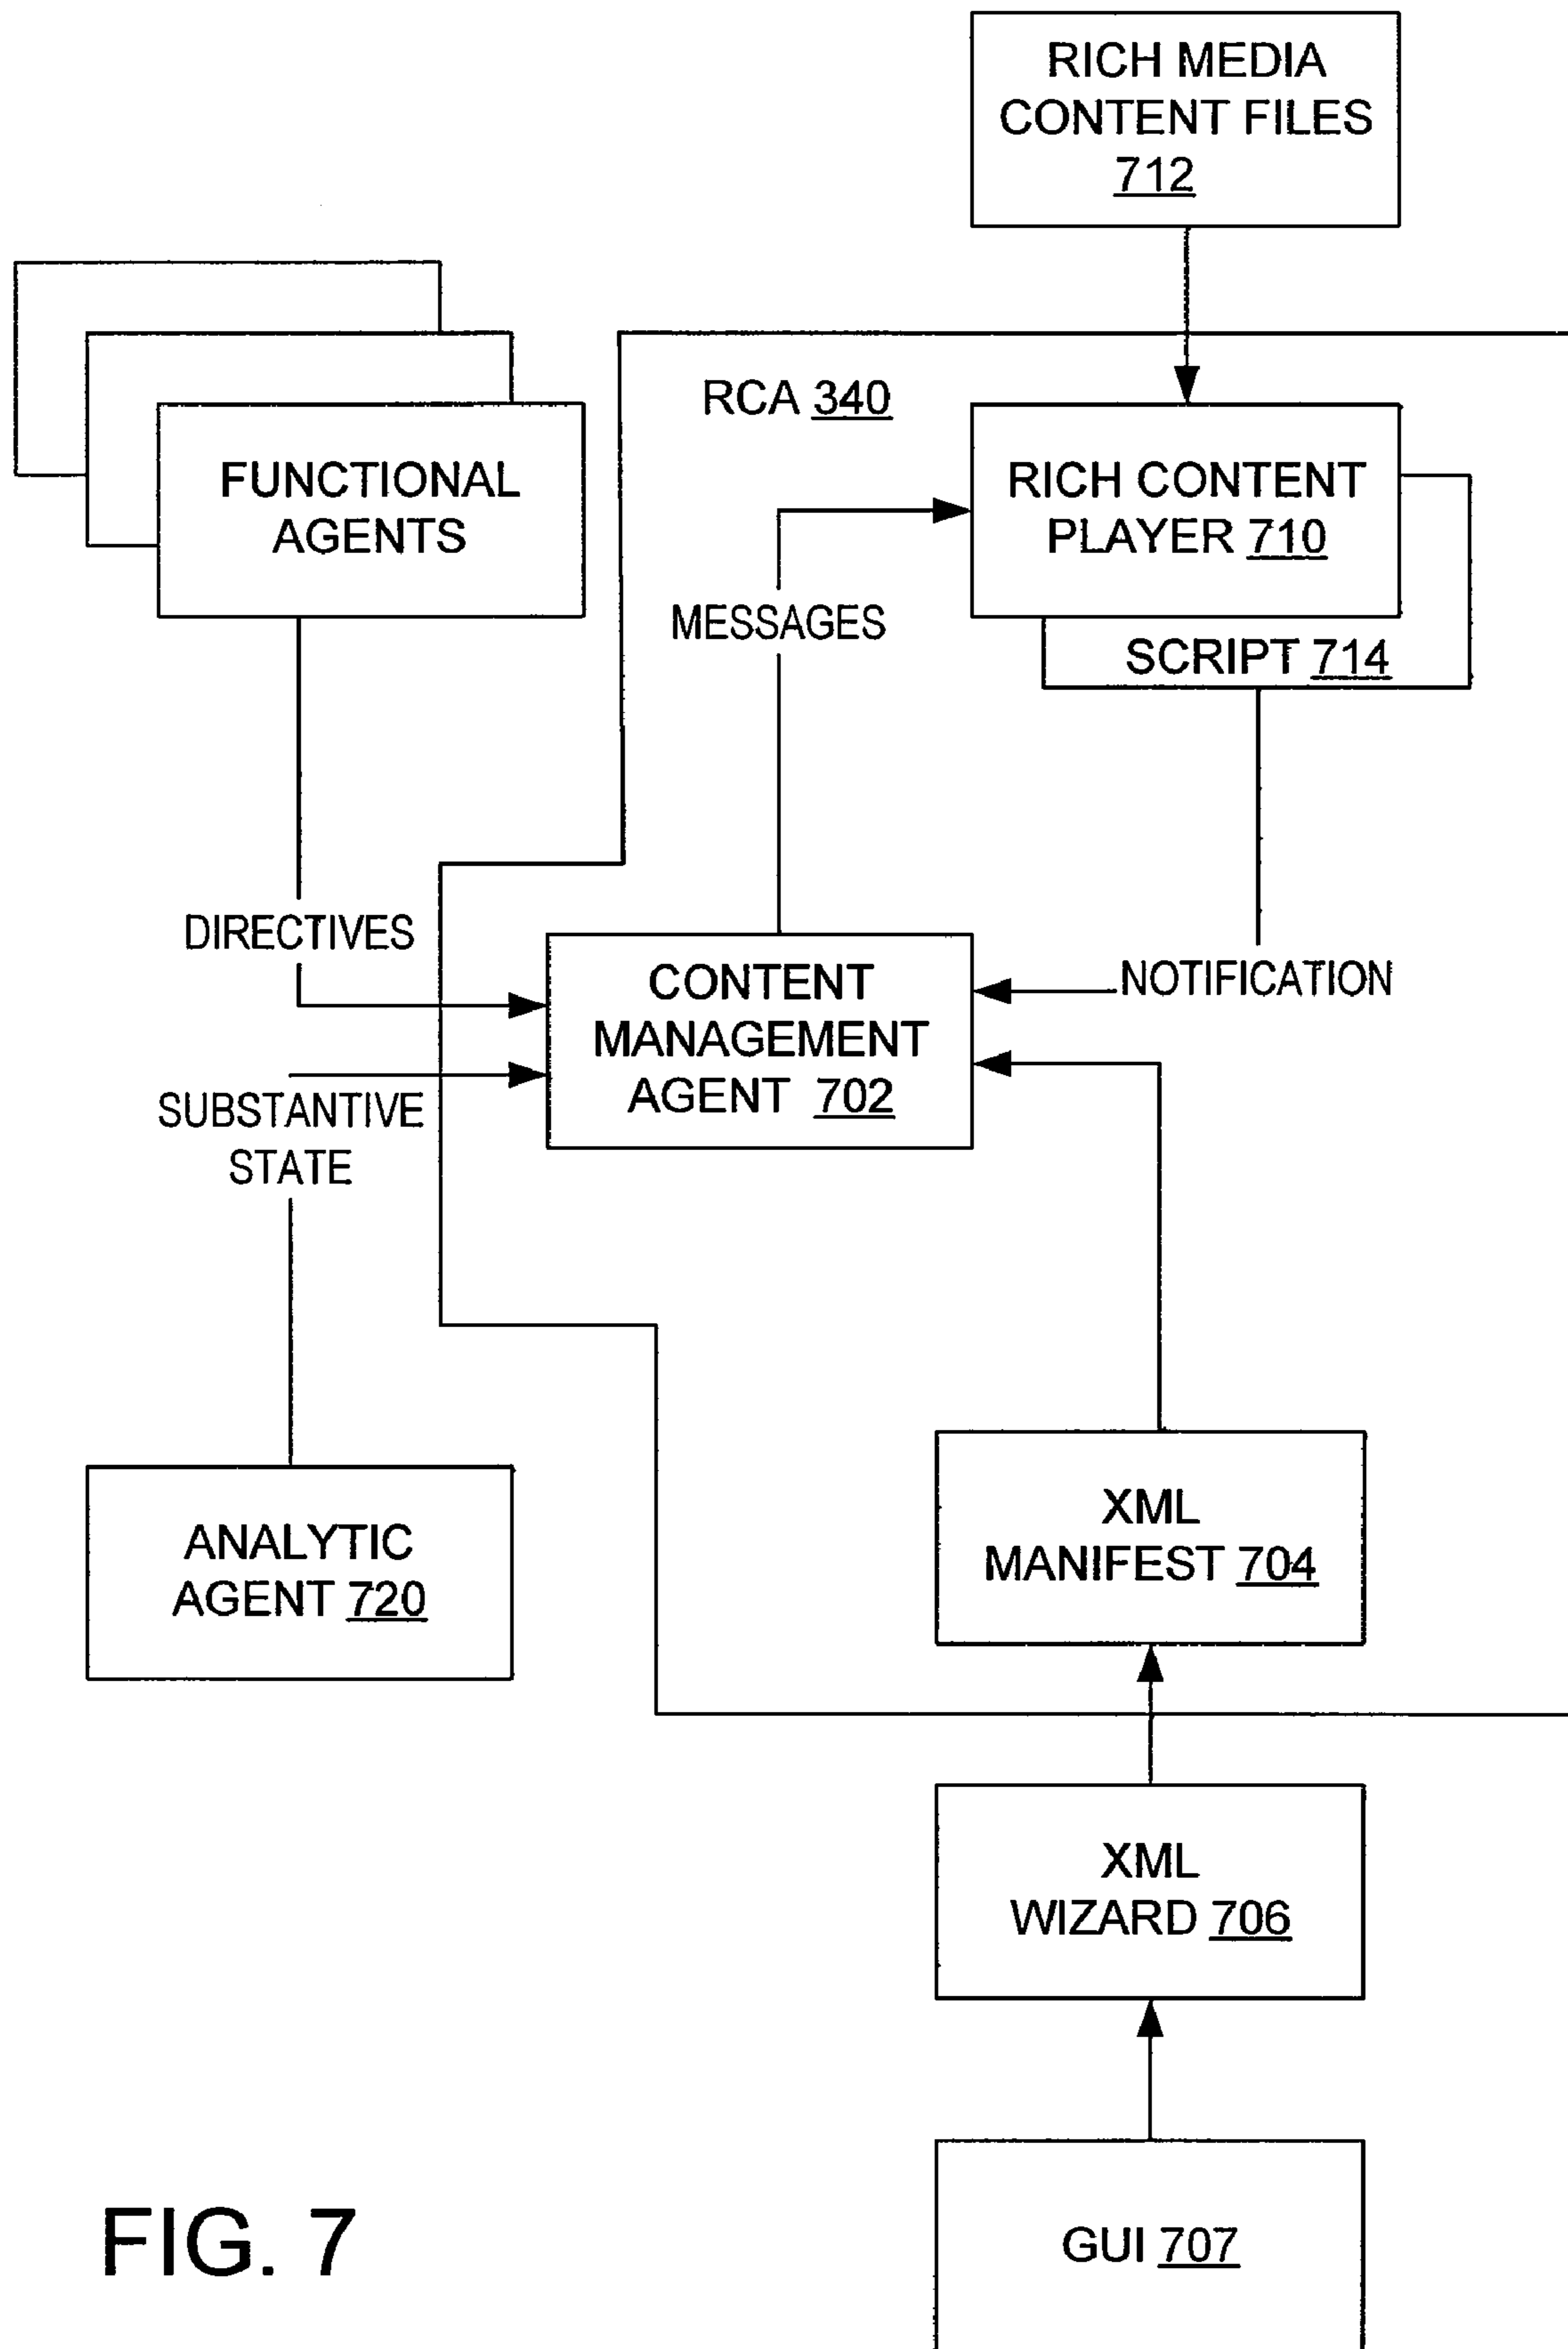 RICH MEDIA
CONTENT FILES
712
RCA 340
FUNCTIONAL
AGENTS
RICH CONTENT
PLAYER 710
MESSAGES
SCRIPT 714
DIRECTIVES
CONTENT
MANAGEMENT
AGENT 702
NOTIFICATION
SUBSTANTIVE
STATE
ANALYTIC
AGENT 720
XML
MANIFEST 704
XML
WIZARD 706
GUI 707
FIG. 7